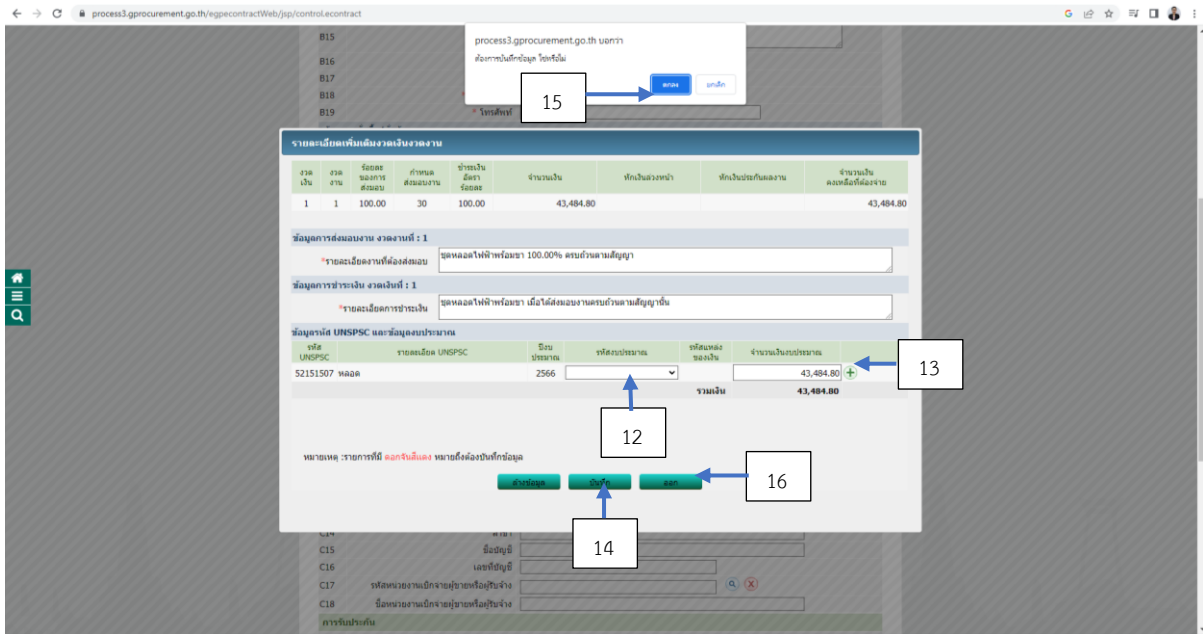 process3.gprocurement.go.th/egpecontractWeb/jsp/control.econtract
B15
process3.gprocurement.go.th บอกว่า
ต้องการบันทึกข้อมูล ใช่หรือไม่
B16
B17
ตกลง ยกเลิก
B18 *
15
B19 * โทรศัพท์
รายละเอียดเพิ่มเติมงวดเงินงวดงาน
งวดเงิน งวดงาน ร้อยละของการส่งมอบ กำหนดส่งมอบงาน ชำระเงินอัตราร้อยละ จำนวนเงิน หักเงินล่วงหน้า หักเงินประกันผลงาน จำนวนเงินคงเหลือที่ต้องจ่าย
1 1 100.00 30 100.00 43,484.80 43,484.80
ข้อมูลการส่งมอบงาน งวดงานที่ : 1
*รายละเอียดงานที่ต้องส่งมอบ ชุดหลอดไฟฟ้าพร้อมขา 100.00% ครบถ้วนตามสัญญา
ข้อมูลการชำระเงิน งวดเงินที่ : 1
*รายละเอียดการชำระเงิน ชุดหลอดไฟฟ้าพร้อมขา เมื่อได้ส่งมอบงานครบถ้วนตามสัญญาขึ้น
ข้อมูลรหัส UNSPSC และข้อมูลงบประมาณ
รหัส UNSPSC รายละเอียด UNSPSC ปีงบประมาณ รหัสงบประมาณ รหัสแหล่งของเงิน จำนวนเงินงบประมาณ
13
52151507 หลอด 2566 43,484.80
รวมเงิน 43,484.80
12
หมายเหตุ :รายการที่มี ดอกจันสีแดง หมายถึงต้องบันทึกข้อมูล
ล้างข้อมูล บันทึก ออก
16
14
C14 สาขา
C15 ชื่อบัญชี
C16 เลขที่บัญชี
C17 รหัสหน่วยงานเบิกจ่ายผู้ขายหรือผู้รับจ้าง
C18 ชื่อหน่วยงานเบิกจ่ายผู้ขายหรือผู้รับจ้าง
การรับประกัน